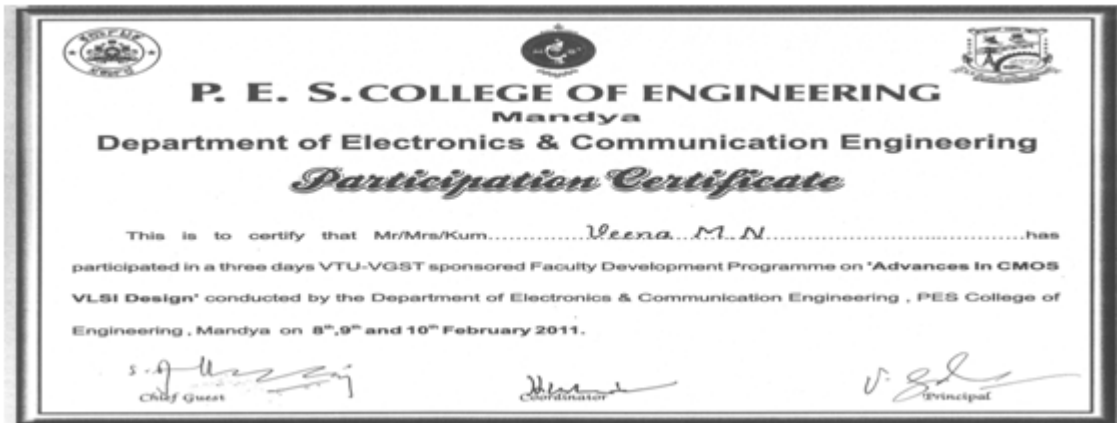 P. E. S. COLLEGE OF ENGINEERING
Mandya
Department of Electronics & Communication Engineering
Participation Certificate
This is to certify that Mr/Mrs/Kum............Veena M N...............................has
participated in a three days VTU-VGST sponsored Faculty Development Programme on 'Advances In CMOS
VLSI Design' conducted by the Department of Electronics & Communication Engineering , PES College of
Engineering , Mandya on 8th,9th and 10th February 2011.
Chief Guest
Coordinator
Principal